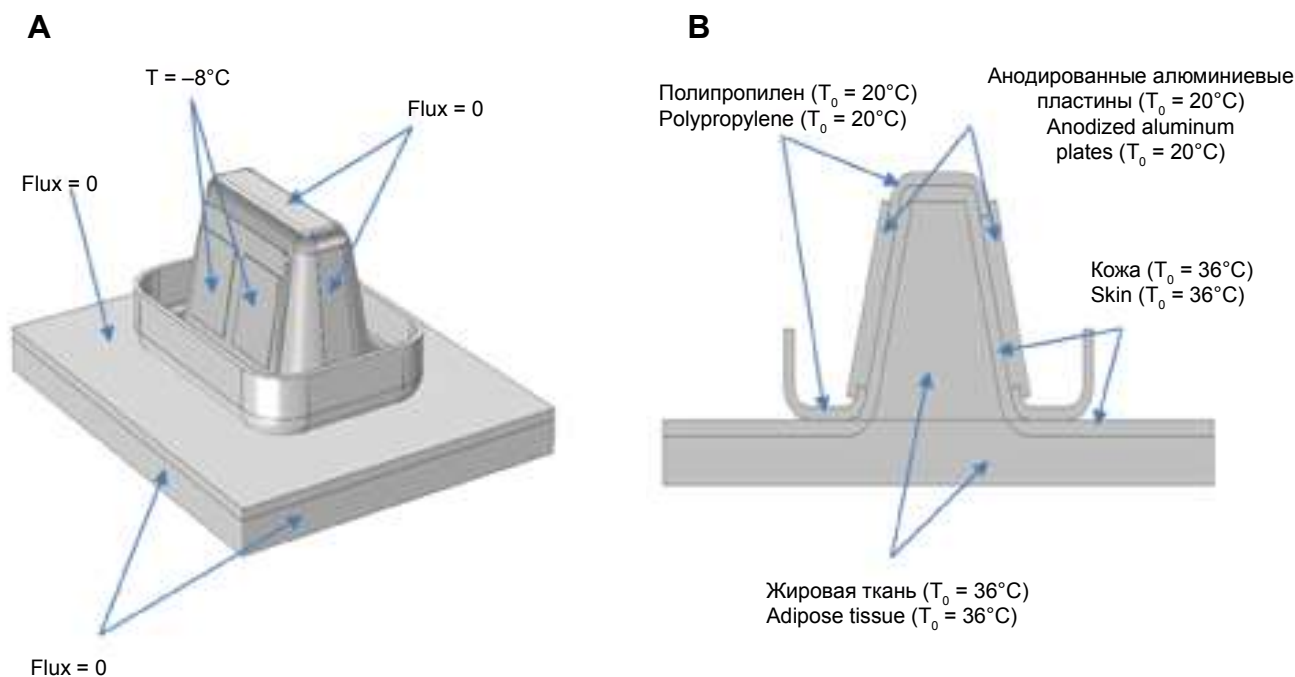 A
T = –8°C
Flux = 0
Flux = 0
Flux = 0
B
Полипропилен (T₀ = 20°C)
Polypropylene (T₀ = 20°C)
Анодированные алюминиевые
пластины (T₀ = 20°C)
Anodized aluminum
plates (T₀ = 20°C)
Кожа (T₀ = 36°C)
Skin (T₀ = 36°C)
Жировая ткань (T₀ = 36°C)
Adipose tissue (T₀ = 36°C)